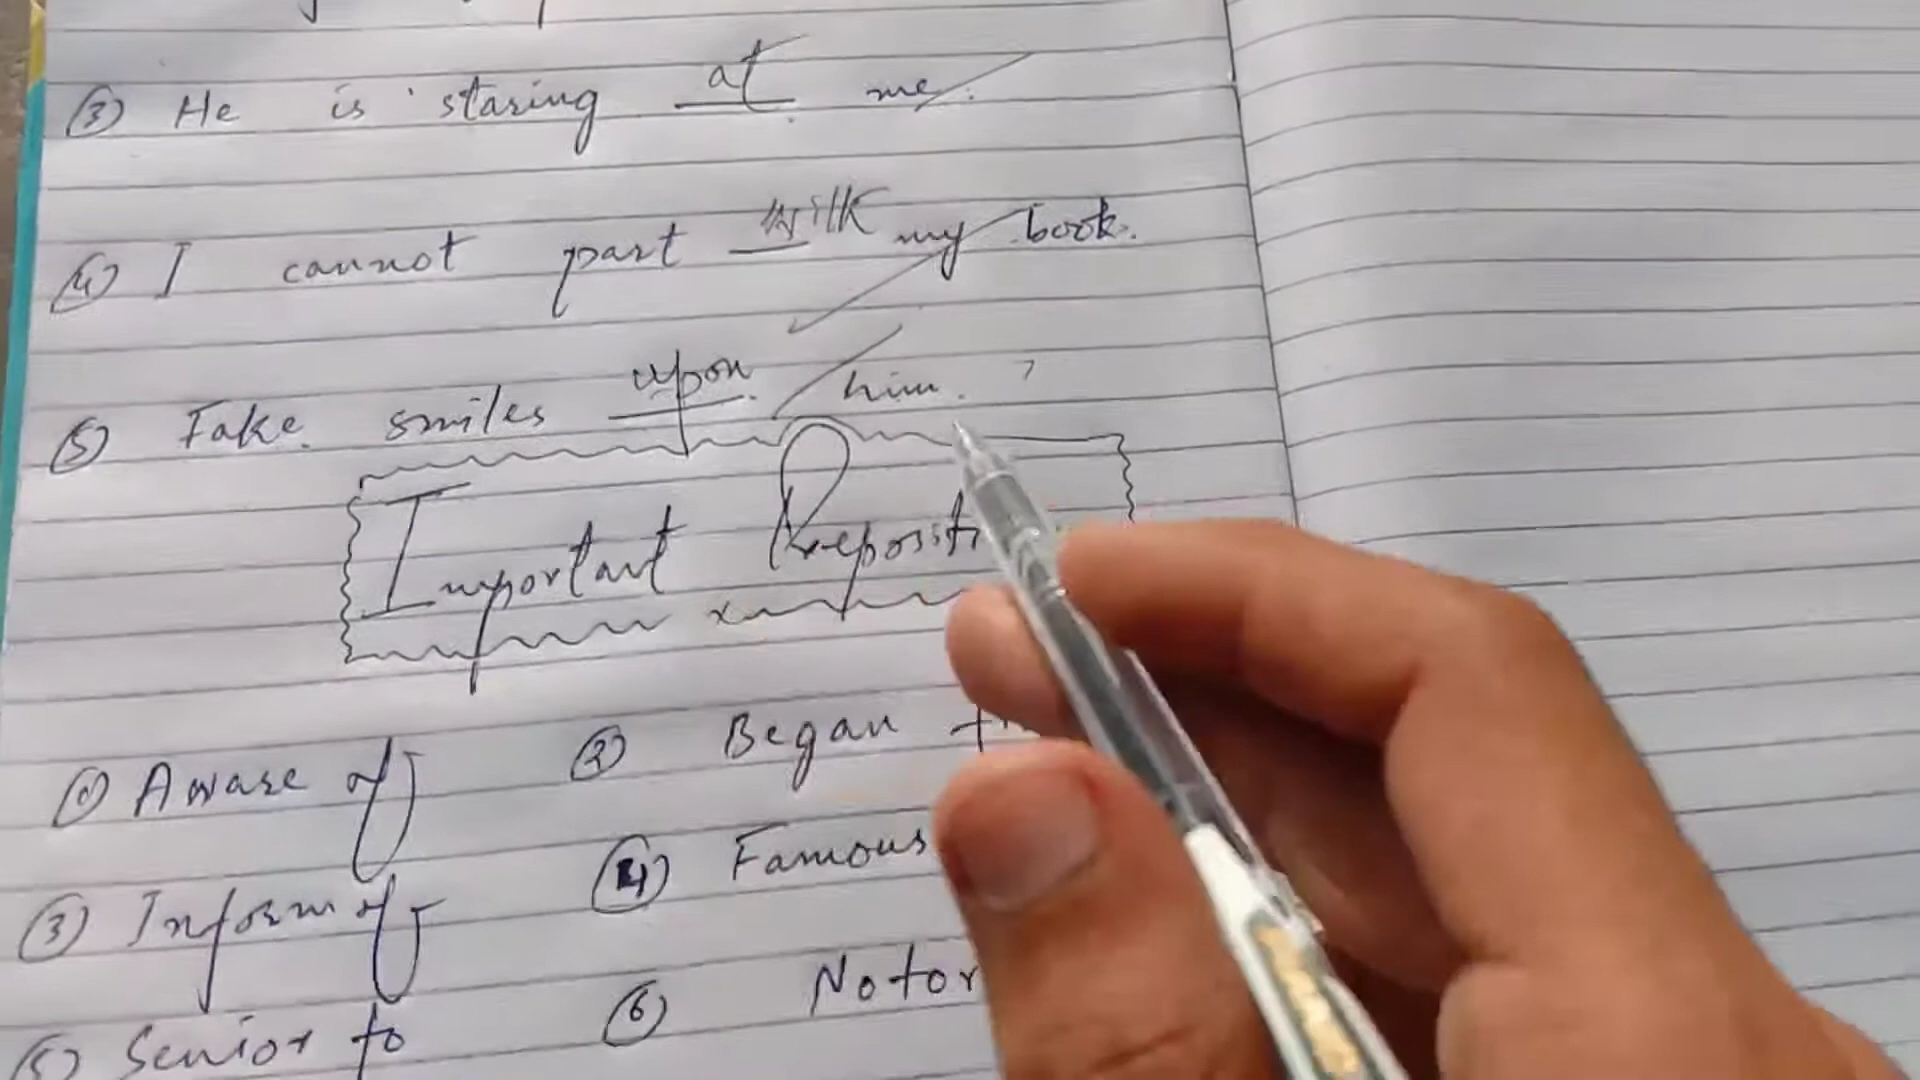 (3) He is staring at me.
(4) I cannot part with my book.
(5) Fake smiles upon him.
Important Prepositi
(1) Aware of (2) Began
(3) Inform of (4) Famous
(5) Senior to (6) Notor